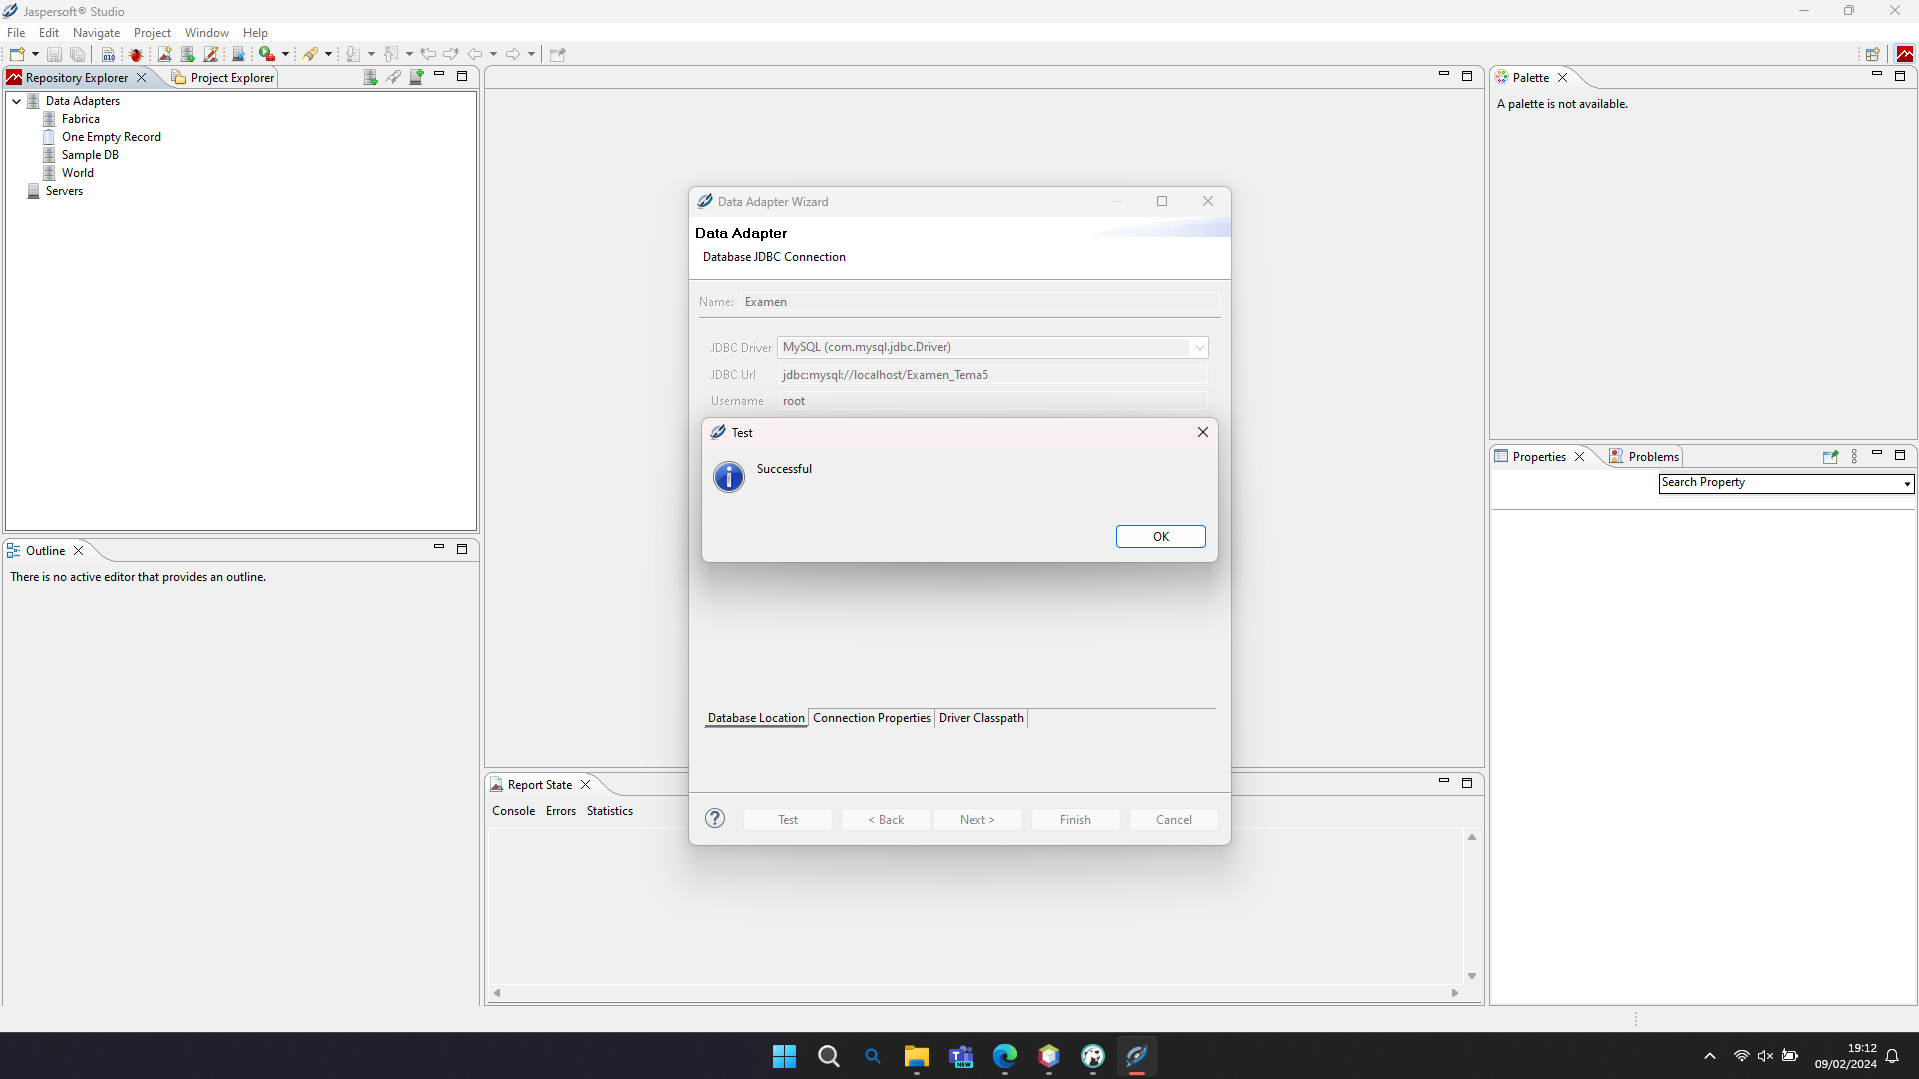 Jaspersoft® Studio
File Edit Navigate Project Window Help
Repository Explorer
Project Explorer
Data Adapters
Fabrica
One Empty Record
Sample DB
World
Servers
Outline
There is no active editor that provides an outline.
Data Adapter Wizard
Data Adapter
Database JDBC Connection
Name: Examen
JDBC Driver MySQL (com.mysql.jdbc.Driver)
JDBC Url jdbc:mysql://localhost/Examen_Tema5
Username root
Test
Successful
OK
Database Location Connection Properties Driver Classpath
Test < Back Next > Finish Cancel
Report State
Console Errors Statistics
Palette
A palette is not available.
Properties
Problems
Search Property
010
NEW
19:12
09/02/2024